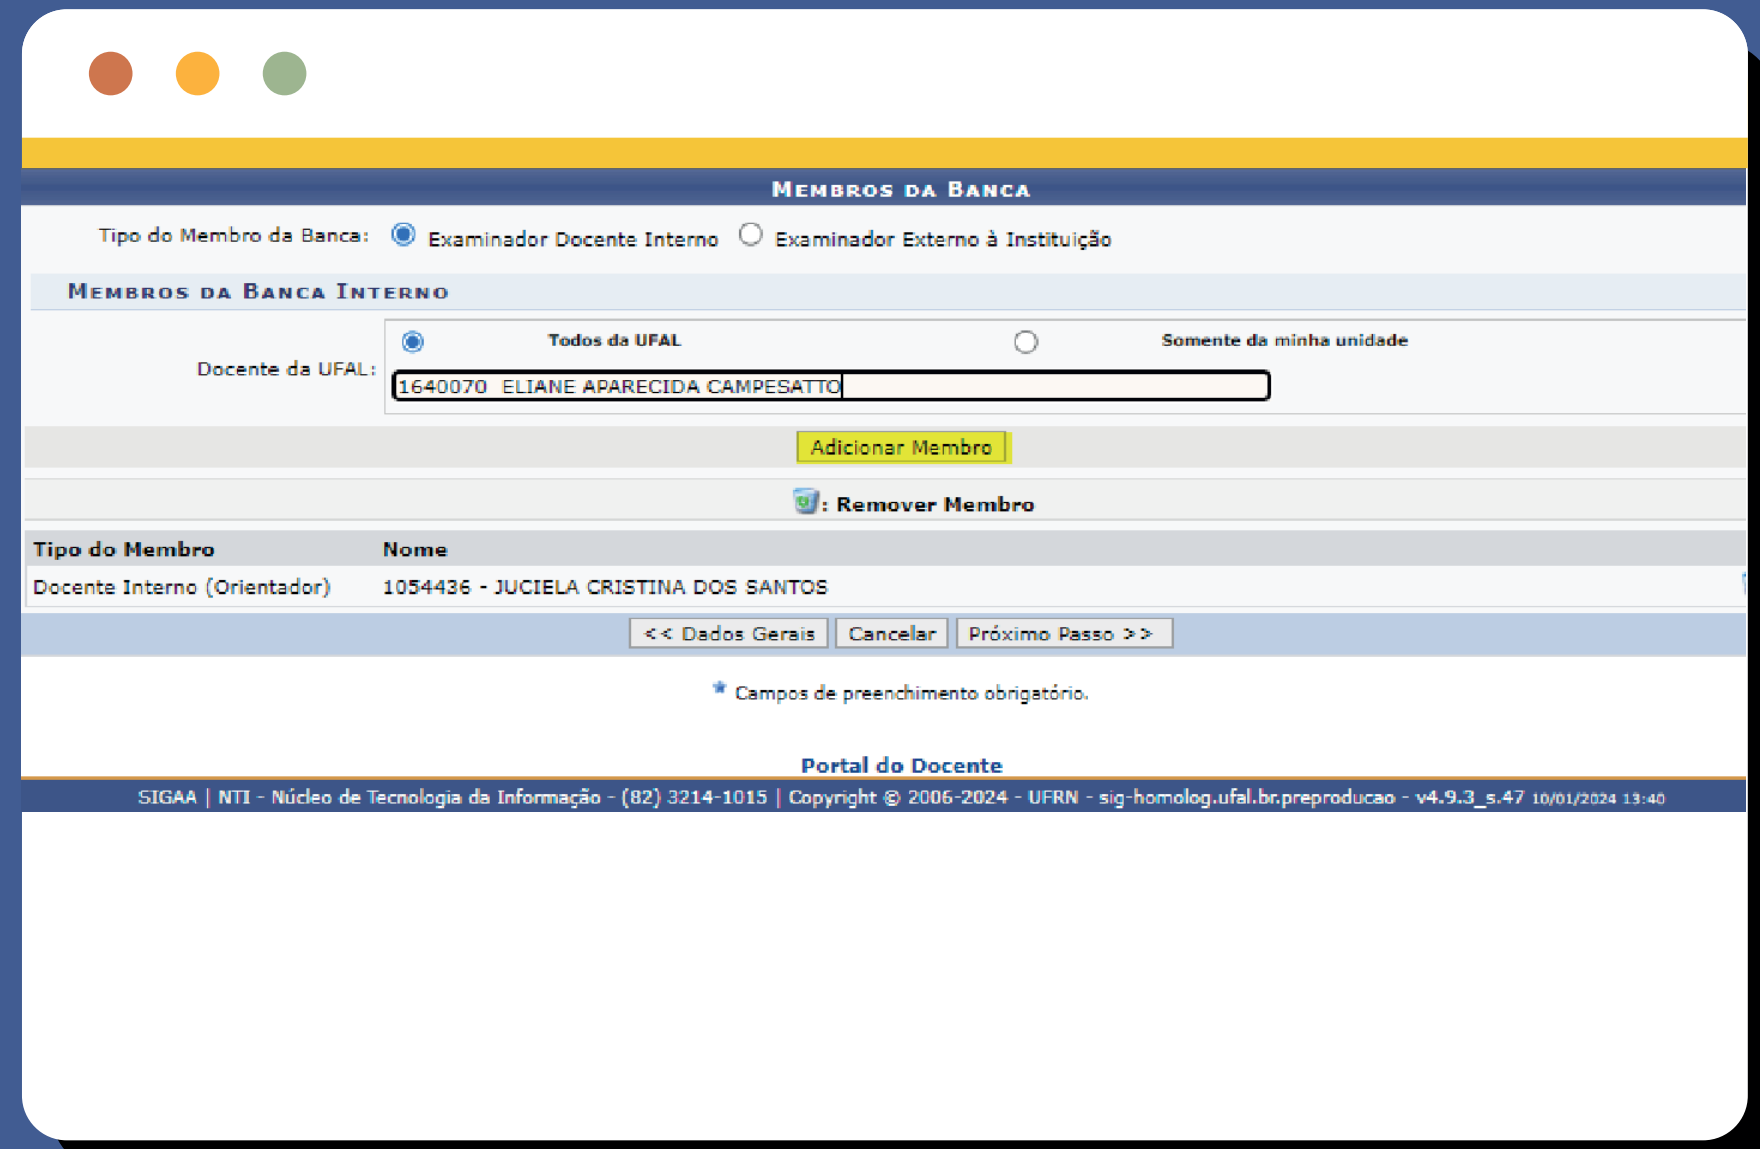 MEMBROS DA BANCA
Tipo do Membro da Banca: Examinador Docente Interno Examinador Externo à Instituição
MEMBROS DA BANCA INTERNO
Todos da UFAL Somente da minha unidade
Docente da UFAL:
1640070 ELIANE APARECIDA CAMPESATTO
Adicionar Membro
: Remover Membro
Tipo do Membro Nome
Docente Interno (Orientador) 1054436 - JUCIELA CRISTINA DOS SANTOS
<< Dados Gerais Cancelar Próximo Passo >>
* Campos de preenchimento obrigatório.
Portal do Docente
SIGAA | NTI - Núcleo de Tecnologia da Informação - (82) 3214-1015 | Copyright © 2006-2024 - UFRN - sig-homolog.ufal.br.preproducao - v4.9.3_s.47 10/01/2024 13:40